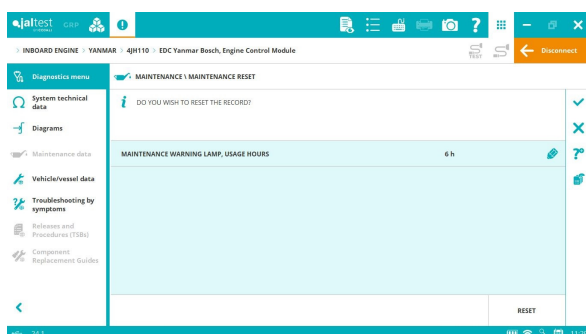 jaltest GRP
> INBOARD ENGINE > YANMAR > 4JH110 > EDC Yanmar Bosch, Engine Control Module
TEST
Disconnect
Diagnostics menu
System technical
data
Diagrams
Maintenance data
Vehicle/vessel data
Troubleshooting by
symptoms
Releases and
Procedures (TSBs)
Component
Replacement Guides
MAINTENANCE \ MAINTENANCE RESET
DO YOU WISH TO RESET THE RECORD?
MAINTENANCE WARNING LAMP, USAGE HOURS 6 h
RESET
24.1